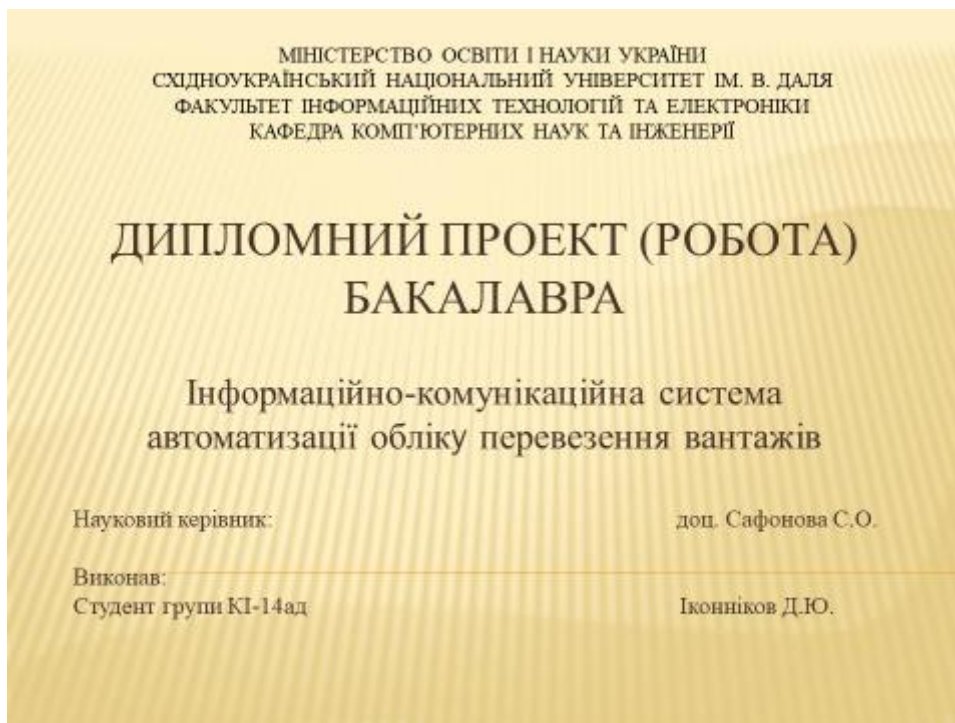 МІНІСТЕРСТВО ОСВІТИ І НАУКИ УКРАЇНИ
СХІДНОУКРАЇНСЬКИЙ НАЦІОНАЛЬНИЙ УНІВЕРСИТЕТ ІМ. В. ДАЛЯ
ФАКУЛЬТЕТ ІНФОРМАЦІЙНИХ ТЕХНОЛОГІЙ ТА ЕЛЕКТРОНІКИ
КАФЕДРА КОМП'ЮТЕРНИХ НАУК ТА ІНЖЕНЕРІЇ
ДИПЛОМНИЙ ПРОЕКТ (РОБОТА)
БАКАЛАВРА
Інформаційно-комунікаційна система
автоматизації обліку перевезення вантажів
Науковий керівник: доц. Сафонова С.О.
Виконав:
Студент групи КІ-14ад Іконніков Д.Ю.